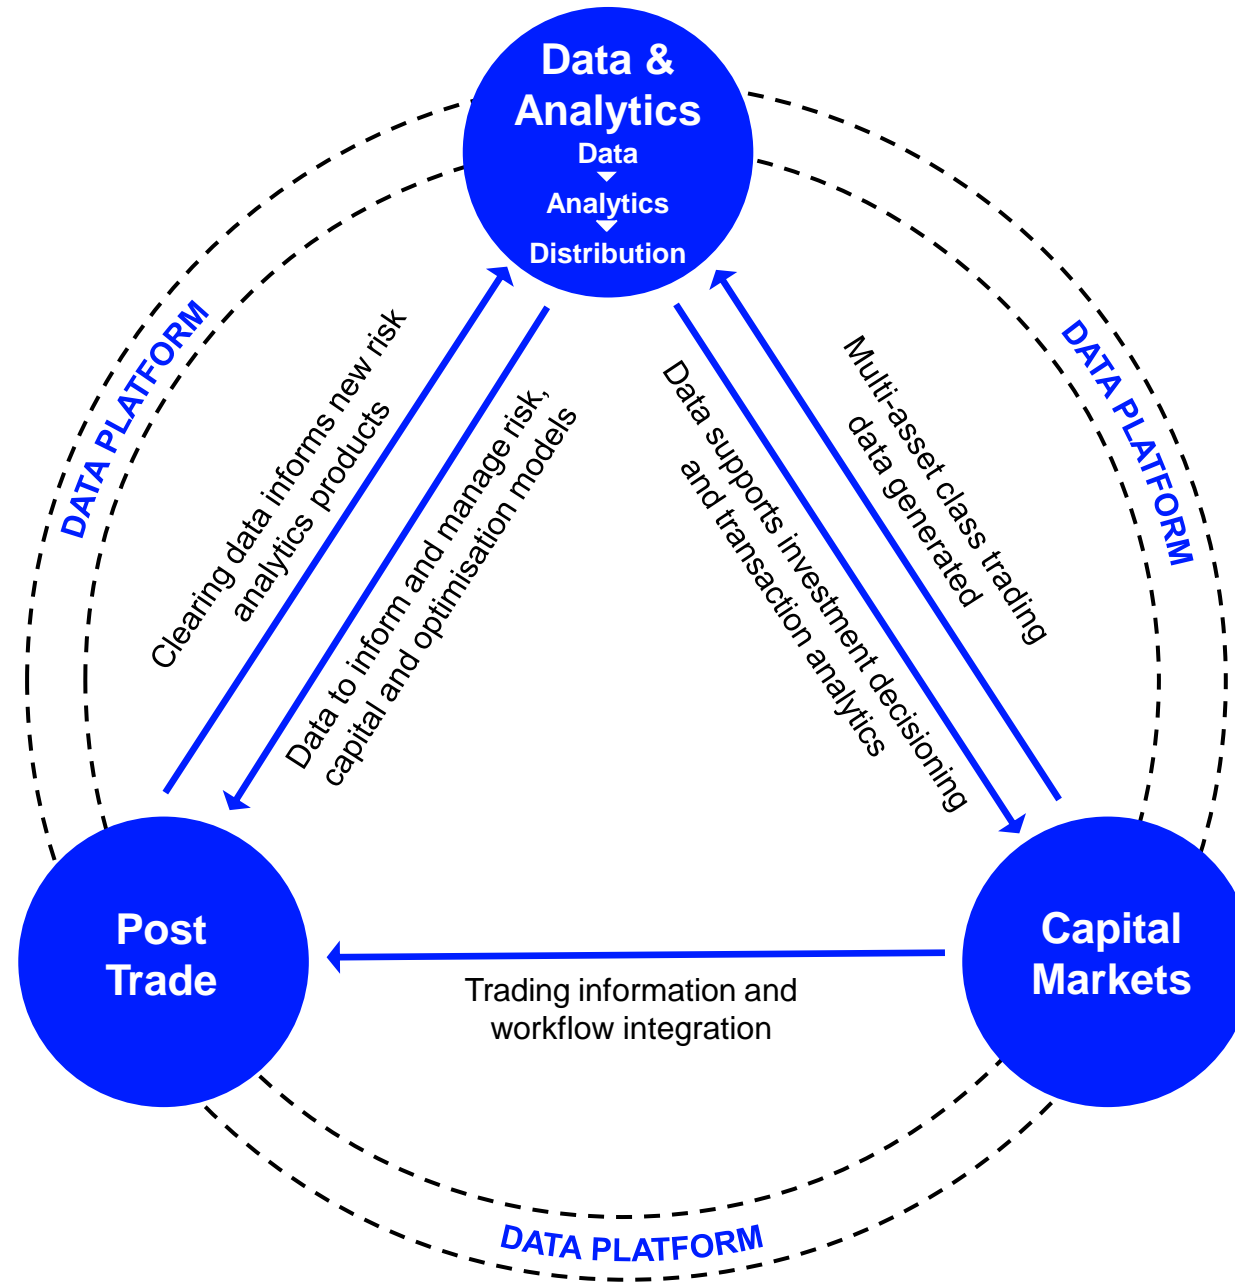 Data &
Analytics
Data
Analytics
Distribution
DATA PLATFORM
DATA PLATFORM
Clearing data informs new risk
analytics products
Data to inform and manage risk,
capital and optimisation models
Data supports investment decisioning
and transaction analytics
Multi-asset class trading
data generated
Post
Trade
Capital
Markets
Trading information and
workflow integration
DATA PLATFORM